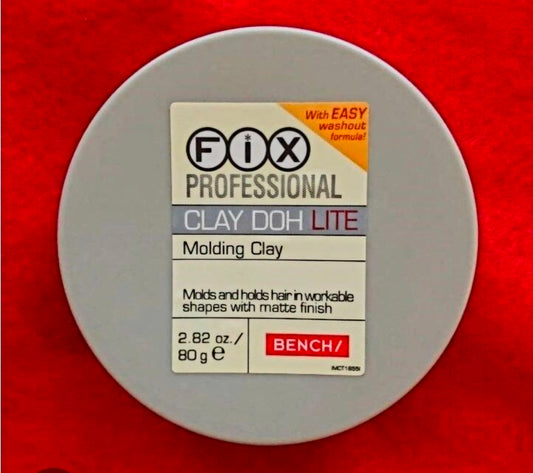 With EASY
washout
formula!
FiX
PROFESSIONAL
CLAY DOH LITE
Molding Clay
Molds and holds hair in workable
shapes with matte finish
2.82 oz./
80 g e
BENCH/